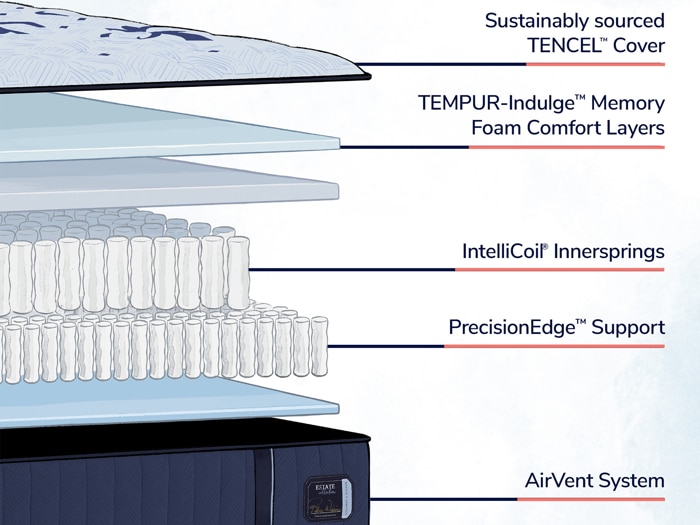 Sustainably sourced
TENCEL™ Cover
TEMPUR-Indulge™ Memory
Foam Comfort Layers
IntelliCoil® Innersprings
PrecisionEdge™ Support
AirVent System
ESTATE